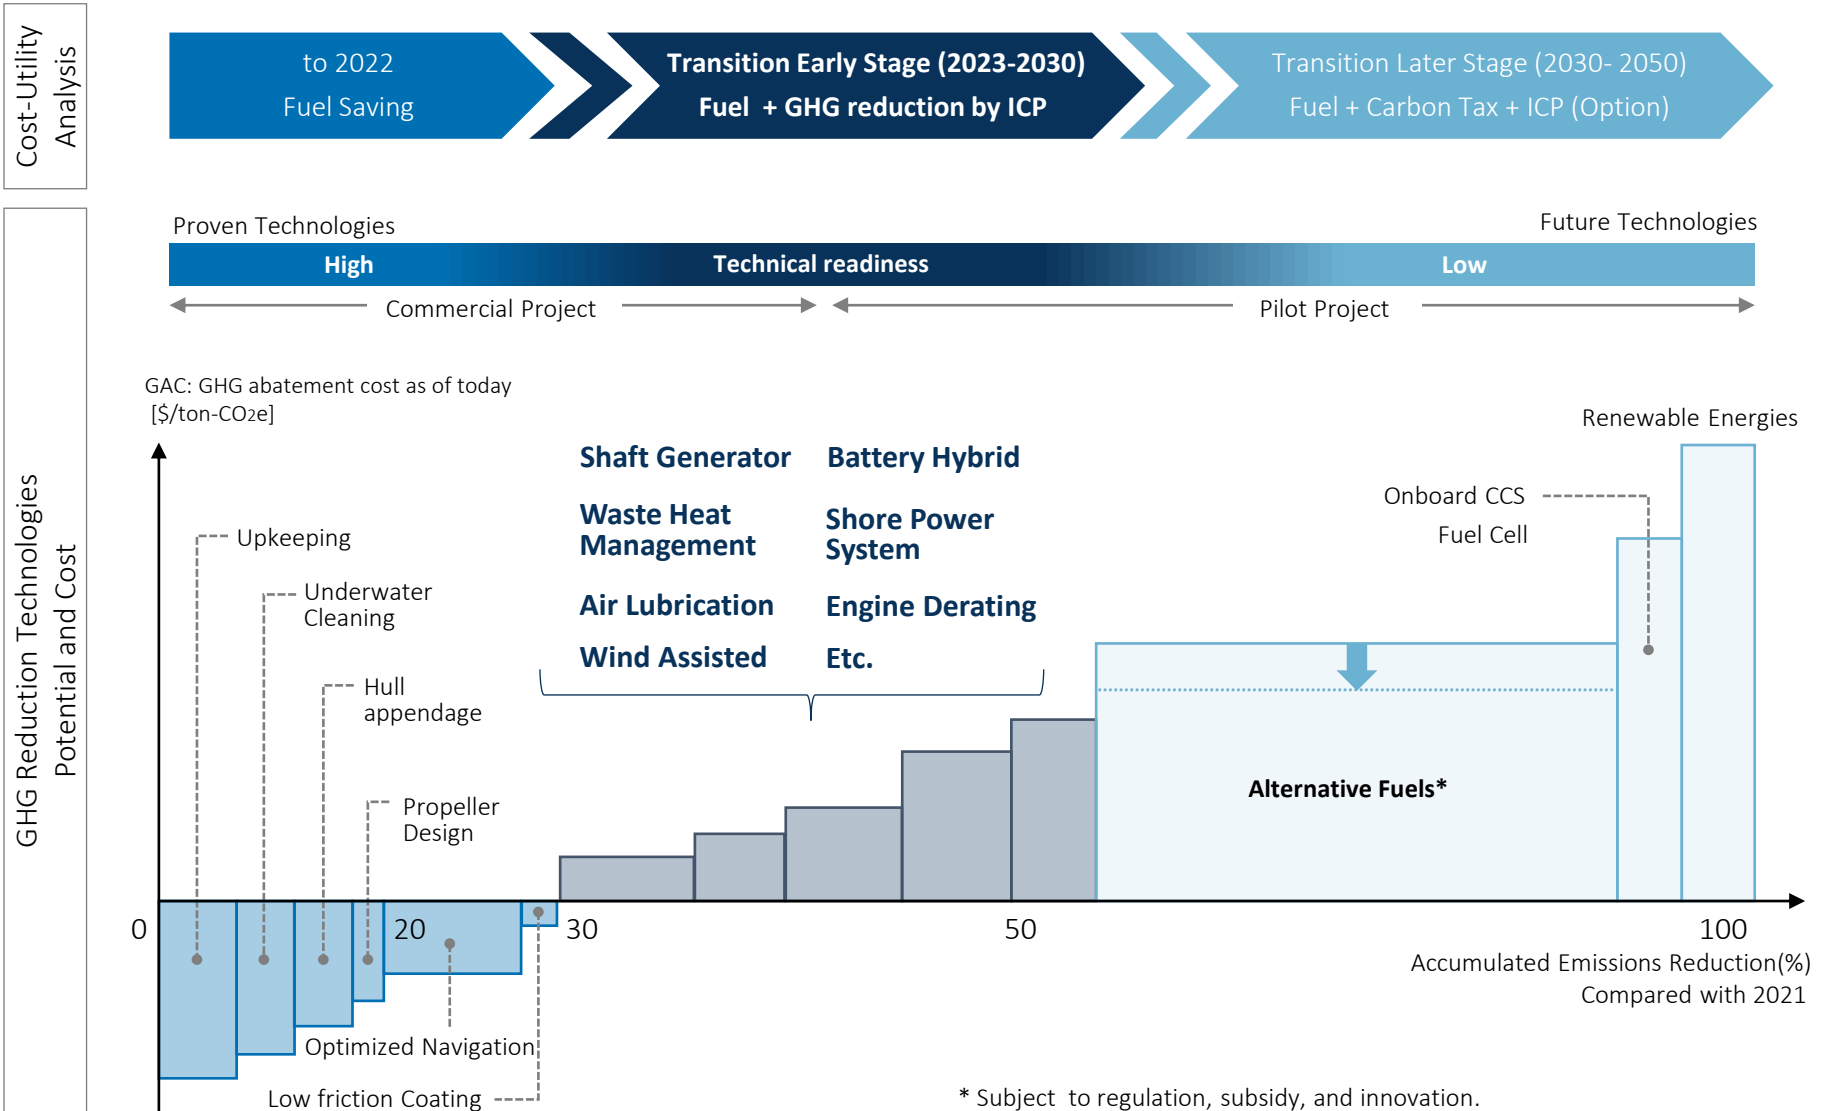 Cost-Utility
Analysis
to 2022
Fuel Saving
Transition Early Stage (2023-2030)
Fuel + GHG reduction by ICP
Transition Later Stage (2030- 2050)
Fuel + Carbon Tax + ICP (Option)
GHG Reduction Technologies
Potential and Cost
Proven Technologies
Future Technologies
High
Technical readiness
Low
Commercial Project
Pilot Project
GAC: GHG abatement cost as of today
[$/ton-CO2e]
Renewable Energies
Shaft Generator
Battery Hybrid
Onboard CCS
Fuel Cell
Waste Heat
Management
Shore Power
System
Upkeeping
Underwater
Cleaning
Air Lubrication
Engine Derating
Wind Assisted
Etc.
Hull
appendage
Propeller
Design
Alternative Fuels*
0
20
30
50
100
Accumulated Emissions Reduction(%)
Compared with 2021
Optimized Navigation
Low friction Coating
* Subject to regulation, subsidy, and innovation.